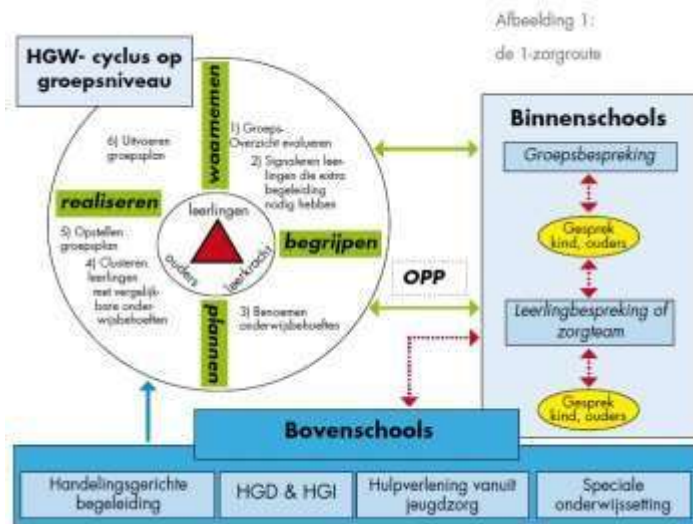 Afbeelding 1:
de 1-zorgroute
HGW- cyclus op
groepsniveau
waarnemen
1) Groeps-
Overzicht evalueren
2) Signaleren leer-
lingen die extra
begeleiding
nodig hebben
begrijpen
3) Benoemen
onderwijsbehoeften
plannen
4) Clusteren
leerlingen
met vergelijk-
bare onder-
wijsbehoeften
5) Opstellen
groepsplan
realiseren
6) Uitvoeren
groepsplan
leerlingen
ouders
leerkracht
OPP
Binnenschools
Groepsbespreking
Gesprek
kind, ouders
Leerlingbespreking of
zorgteam
Gesprek
kind, ouders
Bovenschools
Handelingsgerichte
begeleiding
HGD & HGI
Hulpverlening vanuit
jeugdzorg
Speciale
onderwijssetting